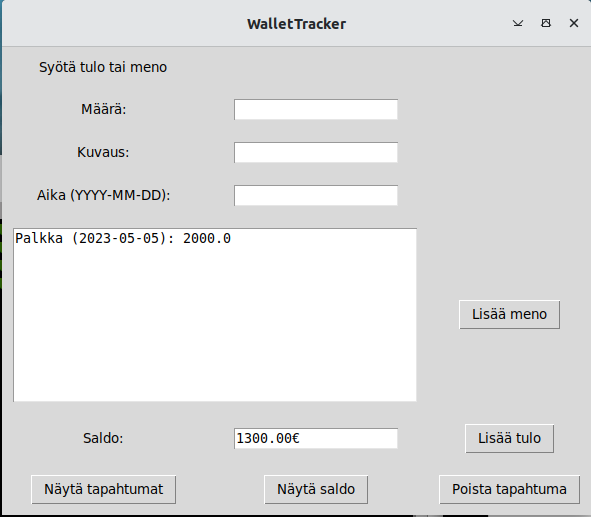 WalletTracker
Syötä tulo tai meno
Määrä:
Kuvaus:
Aika (YYYY-MM-DD):
Palkka (2023-05-05): 2000.0
Lisää meno
Saldo: 1300.00€ Lisää tulo
Näytä tapahtumat Näytä saldo Poista tapahtuma